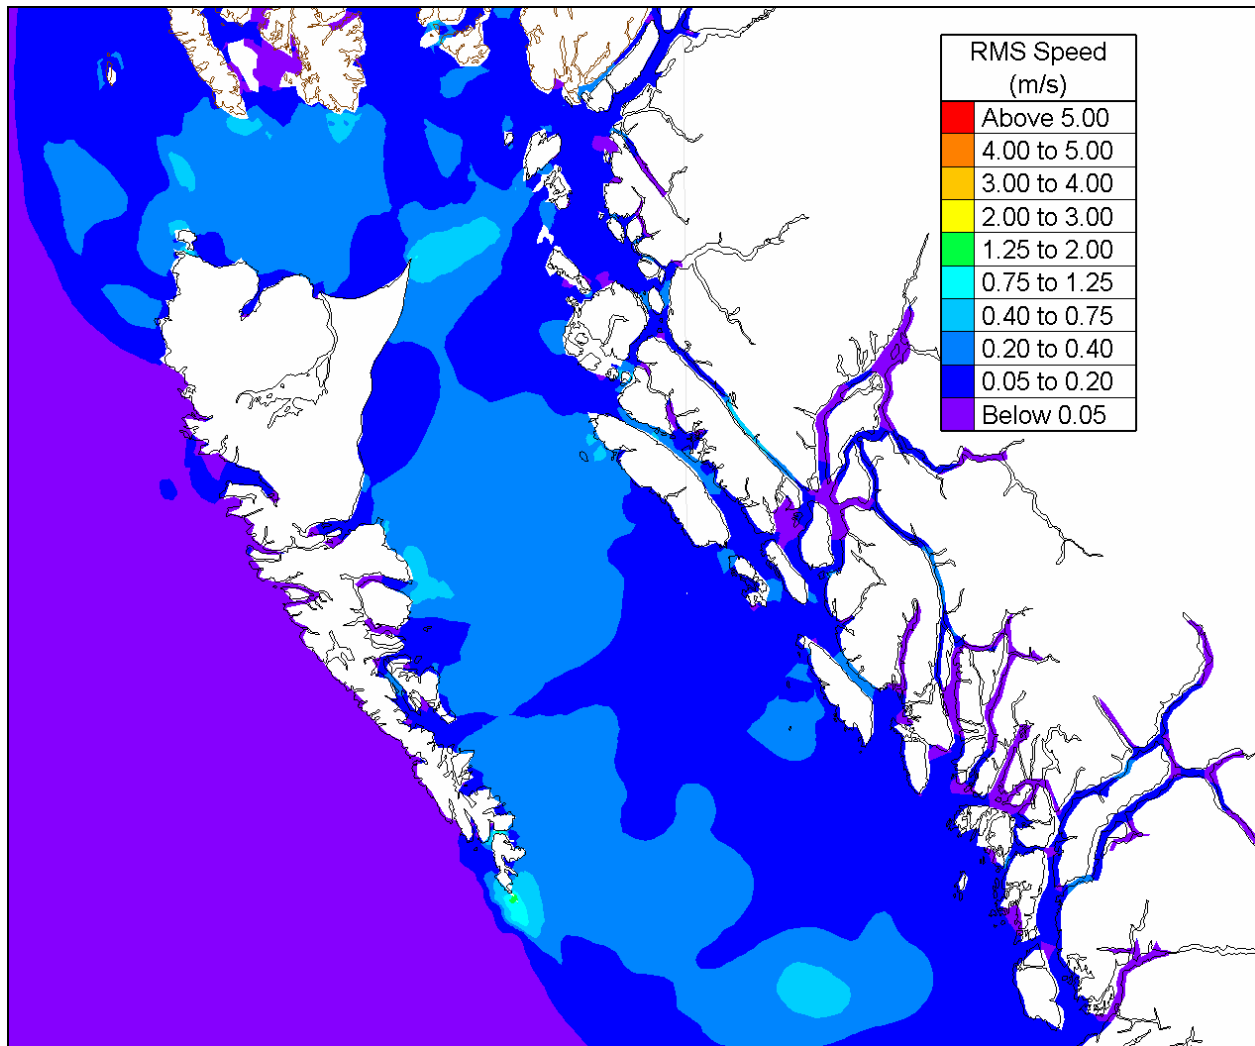 RMS Speed
(m/s)
Above 5.00
4.00 to 5.00
3.00 to 4.00
2.00 to 3.00
1.25 to 2.00
0.75 to 1.25
0.40 to 0.75
0.20 to 0.40
0.05 to 0.20
Below 0.05